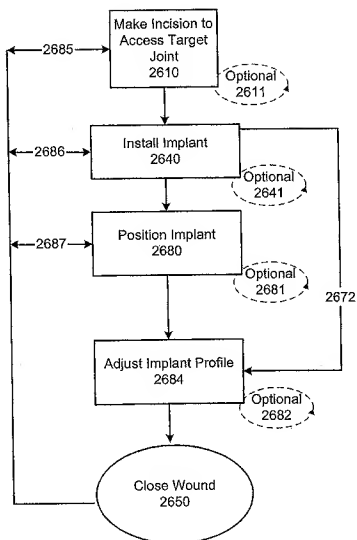 Make Incision to
Access Target
Joint
2610
2685
Optional
2611
Install Implant
2640
2686
Optional
2641
Position Implant
2680
2687
Optional
2681
2672
Adjust Implant Profile
2684
Optional
2682
Close Wound
2650